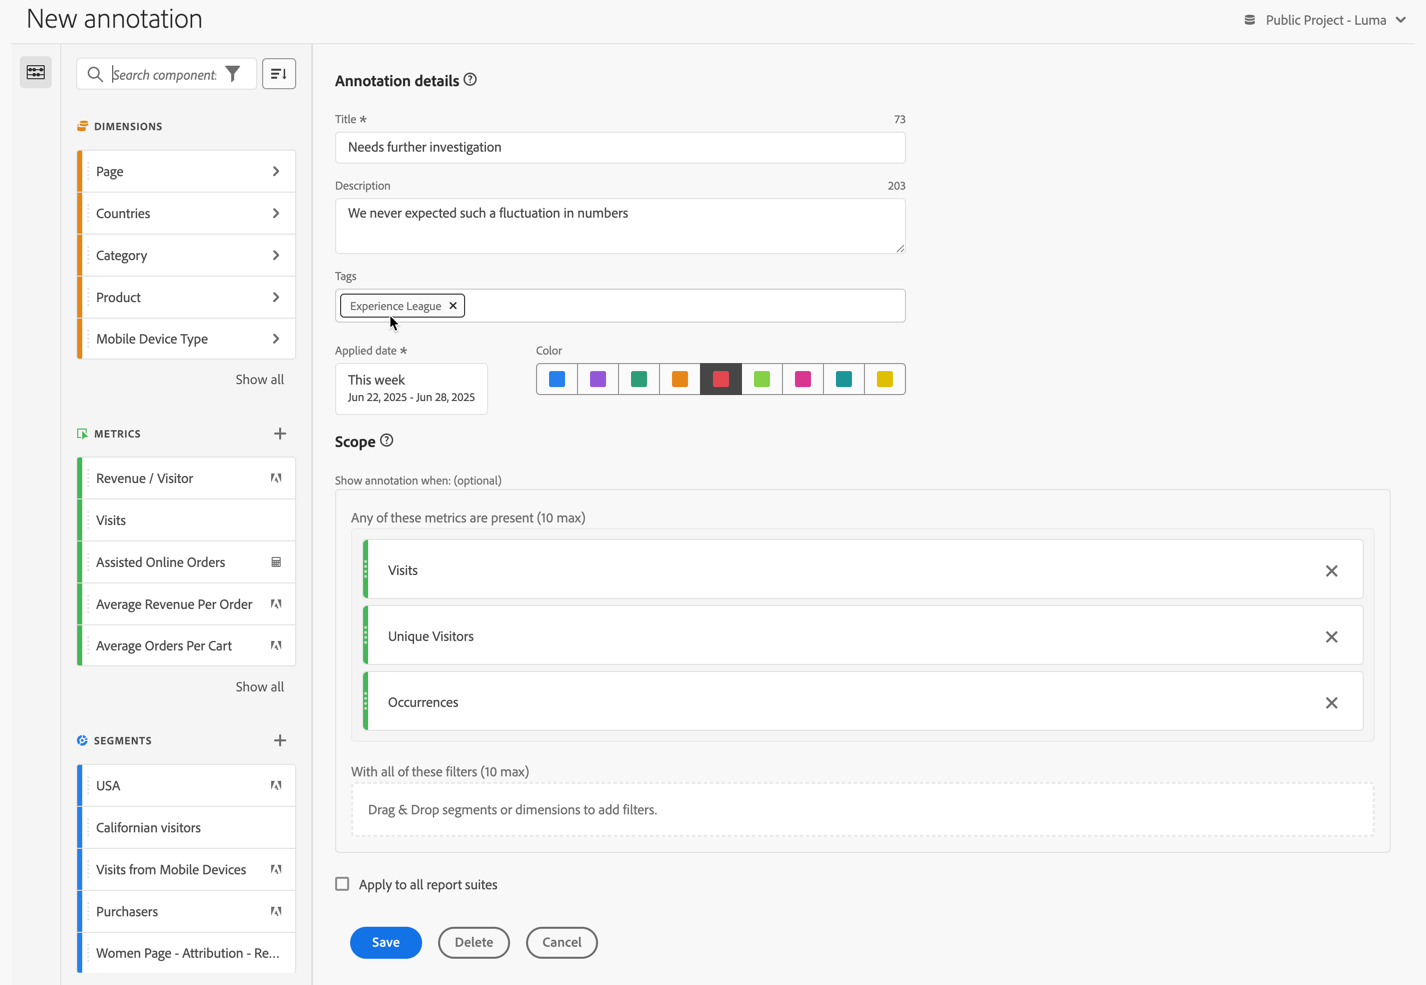 New annotation
Public Project - Luma
Search component:
DIMENSIONS
Page
Countries
Category
Product
Mobile Device Type
Show all
METRICS
Revenue / Visitor
Visits
Assisted Online Orders
Average Revenue Per Order
Average Orders Per Cart
Show all
SEGMENTS
USA
Californian visitors
Visits from Mobile Devices
Purchasers
Women Page - Attribution - Re...
Annotation details
Title *
73
Needs further investigation
Description
203
We never expected such a fluctuation in numbers
Tags
Experience League
Applied date *
This week
Jun 22, 2025 - Jun 28, 2025
Color
Scope
Show annotation when: (optional)
Any of these metrics are present (10 max)
Visits
Unique Visitors
Occurrences
With all of these filters (10 max)
Drag & Drop segments or dimensions to add filters.
Apply to all report suites
Save
Delete
Cancel